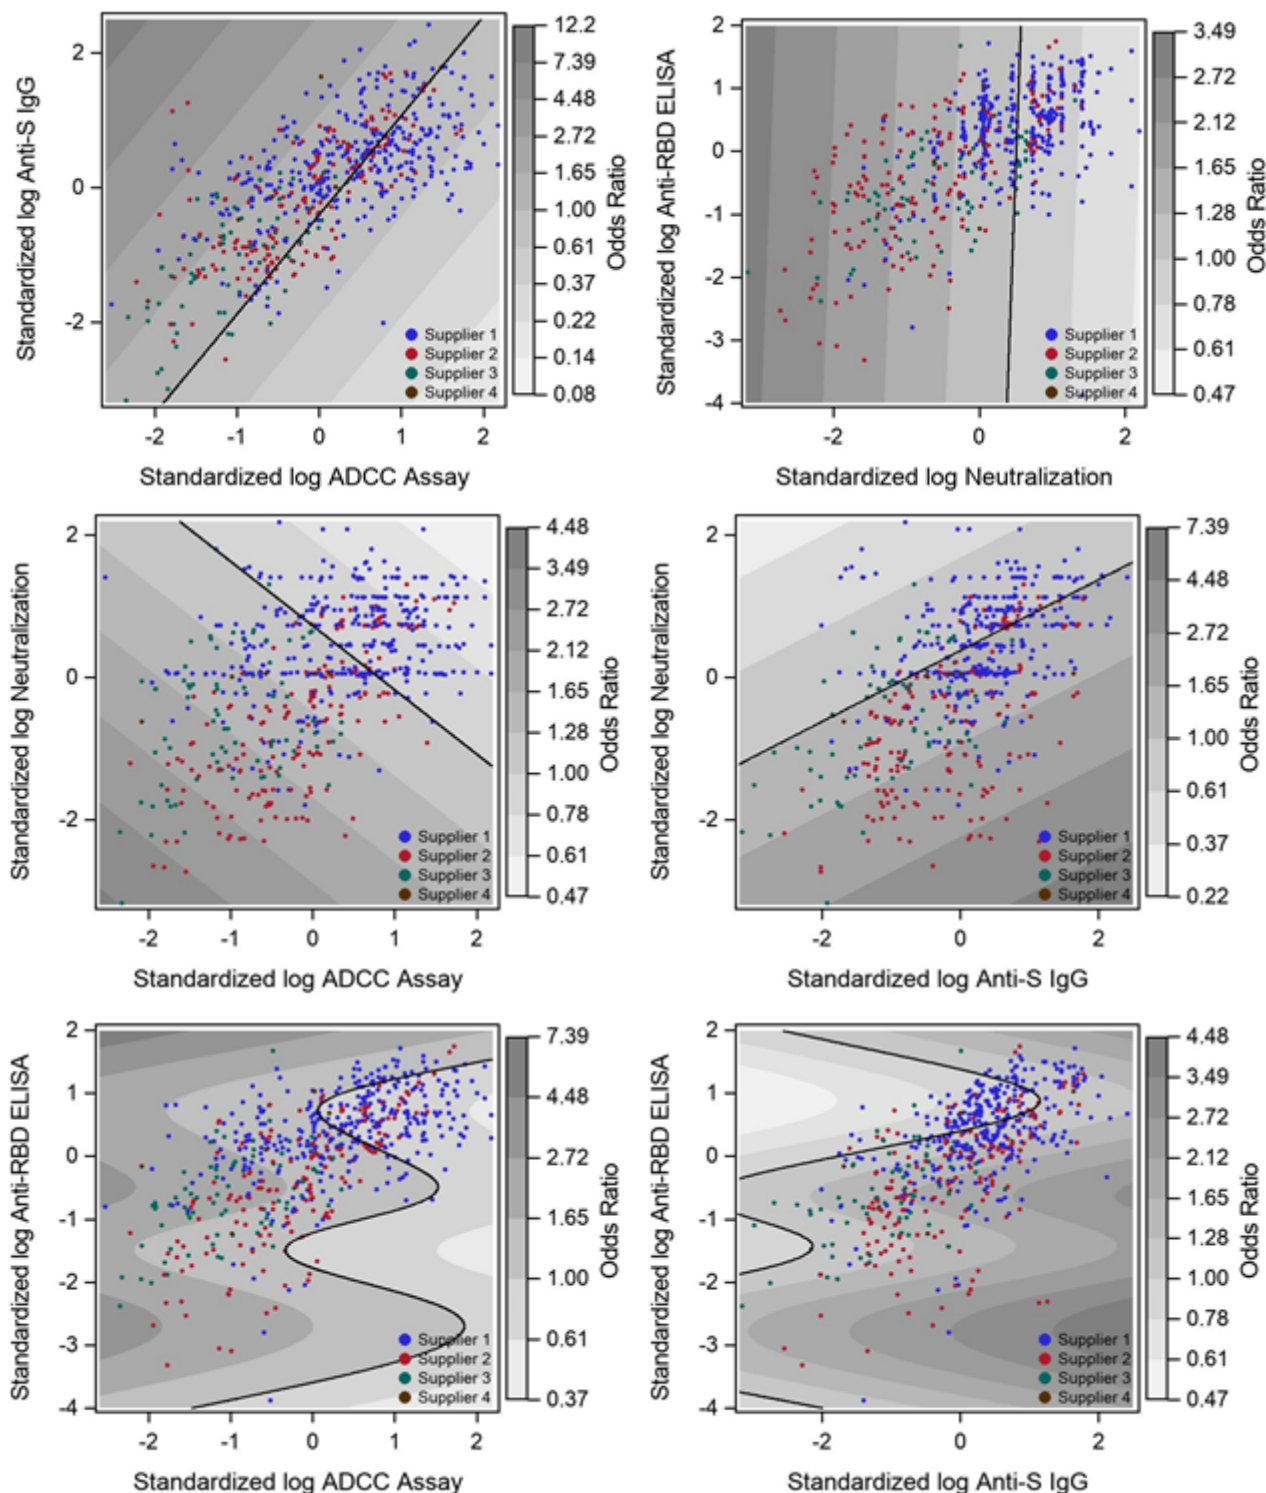 Standardized log Anti-S IgG
2
0
-2
-2
-1
0
1
2
Standardized log ADCC Assay
Supplier 1
Supplier 2
Supplier 3
Supplier 4
12.2
7.39
4.48
2.72
1.65
1.00
0.61
0.37
0.22
0.14
0.08
Odds Ratio
Standardized log Anti-RBD ELISA
2
1
0
-1
-2
-3
-4
-2
0
2
Standardized log Neutralization
Supplier 1
Supplier 2
Supplier 3
Supplier 4
3.49
2.72
2.12
1.65
1.28
1.00
0.78
0.61
0.47
Odds Ratio
Standardized log Neutralization
2
0
-2
-2
-1
0
1
2
Standardized log ADCC Assay
Supplier 1
Supplier 2
Supplier 3
Supplier 4
4.48
3.49
2.72
2.12
1.65
1.28
1.00
0.78
0.61
0.47
Odds Ratio
Standardized log Neutralization
2
0
-2
-2
0
2
Standardized log Anti-S IgG
Supplier 1
Supplier 2
Supplier 3
Supplier 4
7.39
4.48
2.72
1.65
1.00
0.61
0.37
0.22
Odds Ratio
Standardized log Anti-RBD ELISA
2
1
0
-1
-2
-3
-4
-2
-1
0
1
2
Standardized log ADCC Assay
Supplier 1
Supplier 2
Supplier 3
Supplier 4
7.39
4.48
2.72
1.65
1.00
0.61
0.37
Odds Ratio
Standardized log Anti-RBD ELISA
2
1
0
-1
-2
-3
-4
-2
0
2
Standardized log Anti-S IgG
Supplier 1
Supplier 2
Supplier 3
Supplier 4
4.48
3.49
2.72
2.12
1.65
1.28
1.00
0.78
0.61
0.47
Odds Ratio